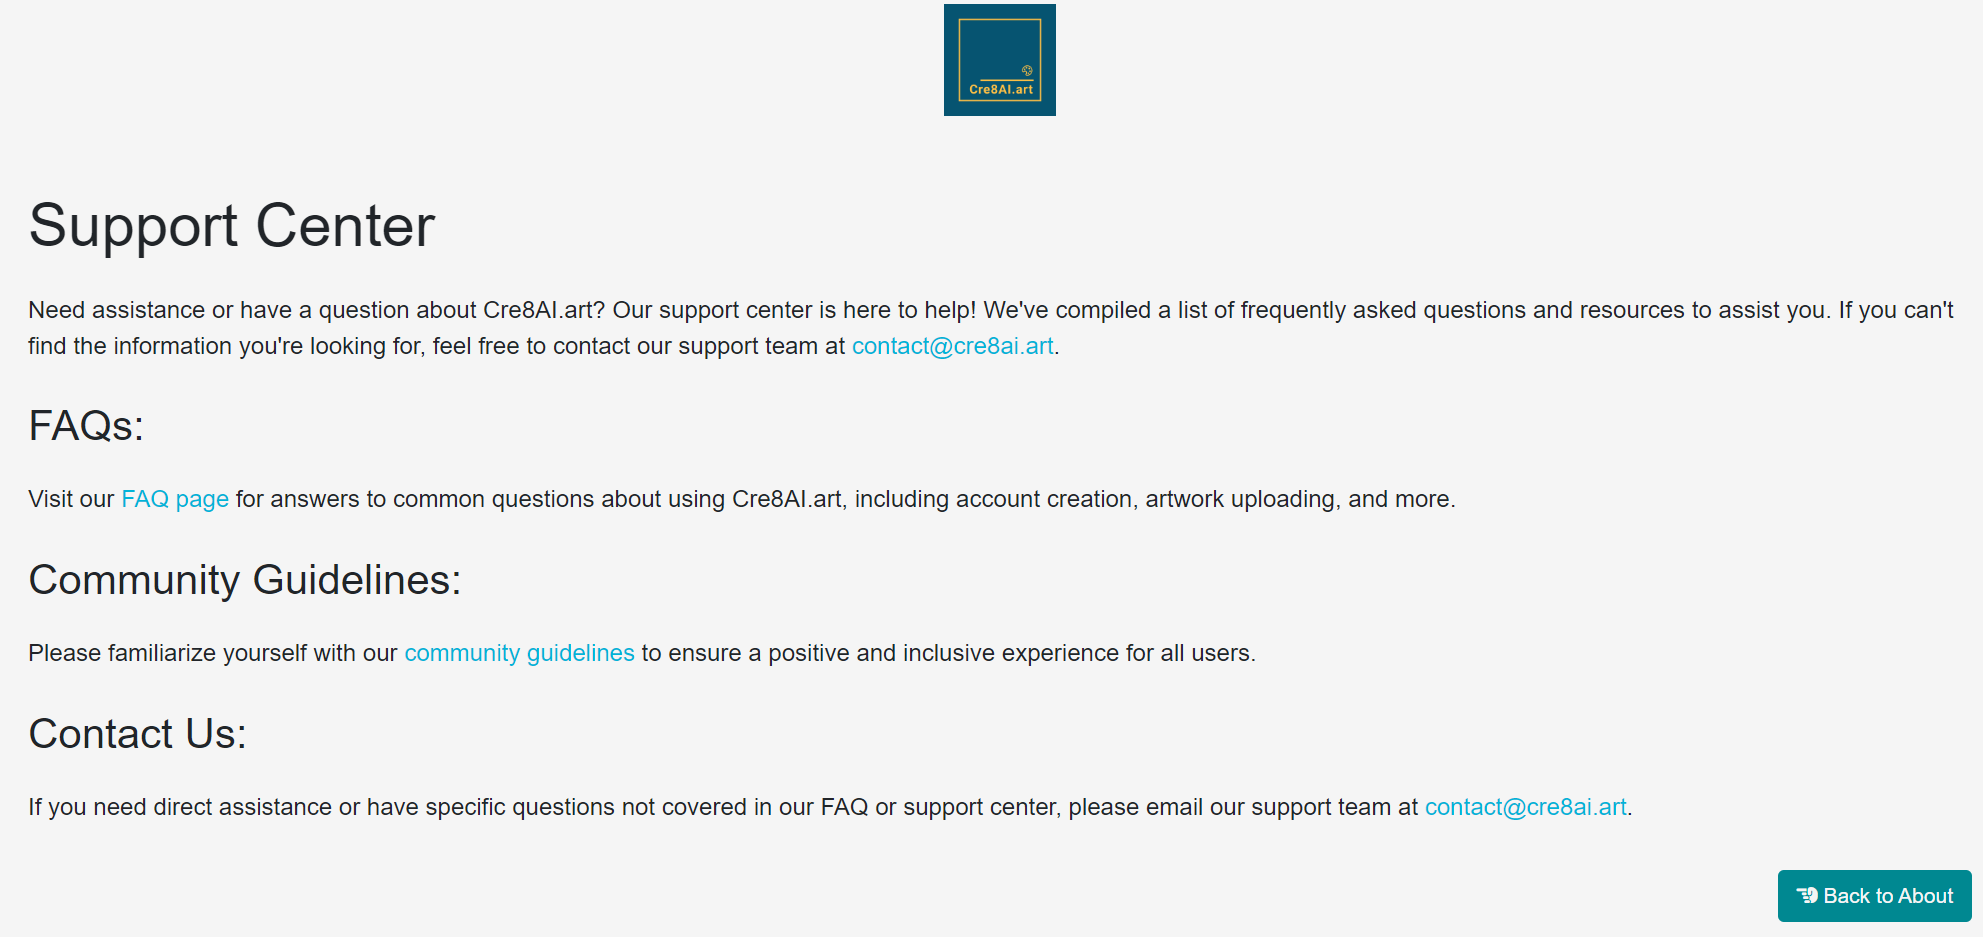 Cre8AI.art
Support Center
Need assistance or have a question about Cre8AI.art? Our support center is here to help! We've compiled a list of frequently asked questions and resources to assist you. If you can't
find the information you're looking for, feel free to contact our support team at contact@cre8ai.art.
FAQs:
Visit our FAQ page for answers to common questions about using Cre8AI.art, including account creation, artwork uploading, and more.
Community Guidelines:
Please familiarize yourself with our community guidelines to ensure a positive and inclusive experience for all users.
Contact Us:
If you need direct assistance or have specific questions not covered in our FAQ or support center, please email our support team at contact@cre8ai.art.
Back to About